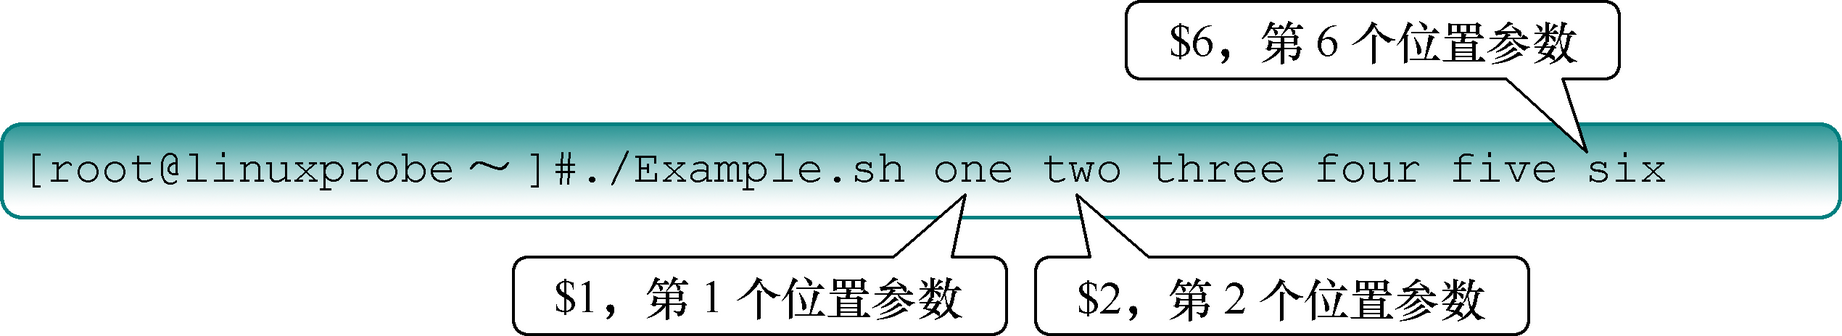 $6，第 6 个位置参数
[root@linuxprobe ～ ]#./Example.sh one two three four five six
$1，第 1 个位置参数
$2，第 2 个位置参数